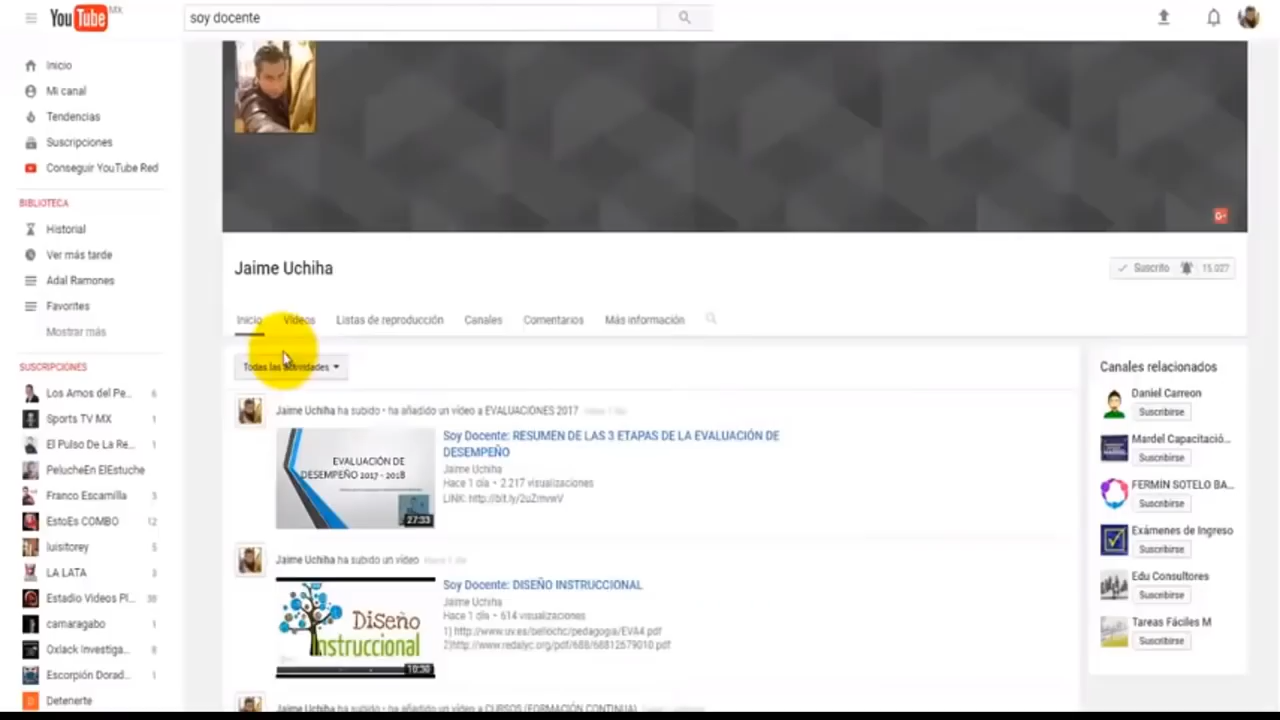 YouTube MX
soy docente
Inicio
Mi canal
Tendencias
Suscripciones
Conseguir YouTube Red
BIBLIOTECA
Historial
Ver más tarde
Adal Ramones
Favorites
Mostrar más
SUSCRIPCIONES
Los Amos del Pe... 6
Sports TV MX 1
El Pulso De La Re... 1
PelucheEn ElEstuche
Franco Escamilla 3
EstoEs COMBO 12
luisitorey 5
LA LATA 3
Estadio Videos Pl... 38
camaragabo 1
Oxlack Investiga... 8
Escorpión Dorad... 1
Detenerte
G+
Jaime Uchiha
Suscrito 15.027
Inicio Vídeos Listas de reproducción Canales Comentarios Más información
Todas las actividades
Jaime Uchiha ha subido • ha añadido un vídeo a EVALUACIONES 2017
EVALUACIÓN DE
DESEMPEÑO 2017 - 2018
27:33
Soy Docente: RESUMEN DE LAS 3 ETAPAS DE LA EVALUACIÓN DE
DESEMPEÑO
Jaime Uchiha
Hace 1 día • 2.217 visualizaciones
LINK: http://bit.ly/2uZmvwV
Jaime Uchiha ha subido un vídeo
Diseño
Instruccional
10:30
Soy Docente: DISEÑO INSTRUCCIONAL
Jaime Uchiha
Hace 1 día • 614 visualizaciones
1) http://www.uv.es/bellochc/pedagogia/EVA4.pdf
2)http://www.redalyc.org/pdf/688/68812679010.pdf
Jaime Uchiha ha subido • ha añadido un vídeo a CURSOS (FORMACIÓN CONTINUA)
Canales relacionados
Daniel Carreon
Suscribirse
Mardel Capacitació...
Suscribirse
FERMÍN SOTELO BA...
Suscribirse
Exámenes de Ingreso
Suscribirse
Edu Consultores
Suscribirse
Tareas Fáciles M
Suscribirse